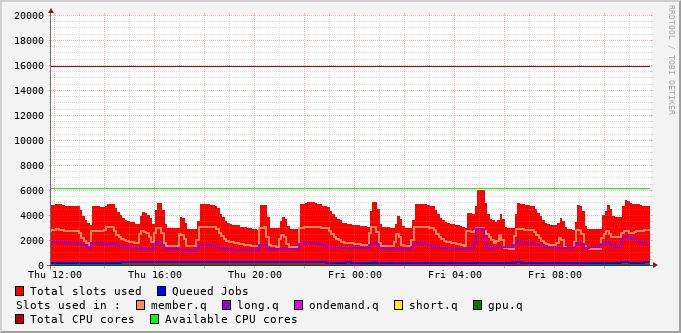 RRDTOOL / TOBI OETIKER
20000
18000
16000
14000
12000
10000
8000
6000
4000
2000
0
Thu 12:00 Thu 16:00 Thu 20:00 Fri 00:00 Fri 04:00 Fri 08:00
Total slots used Queued Jobs
Slots used in : member.q long.q ondemand.q short.q gpu.q
Total CPU cores Available CPU cores